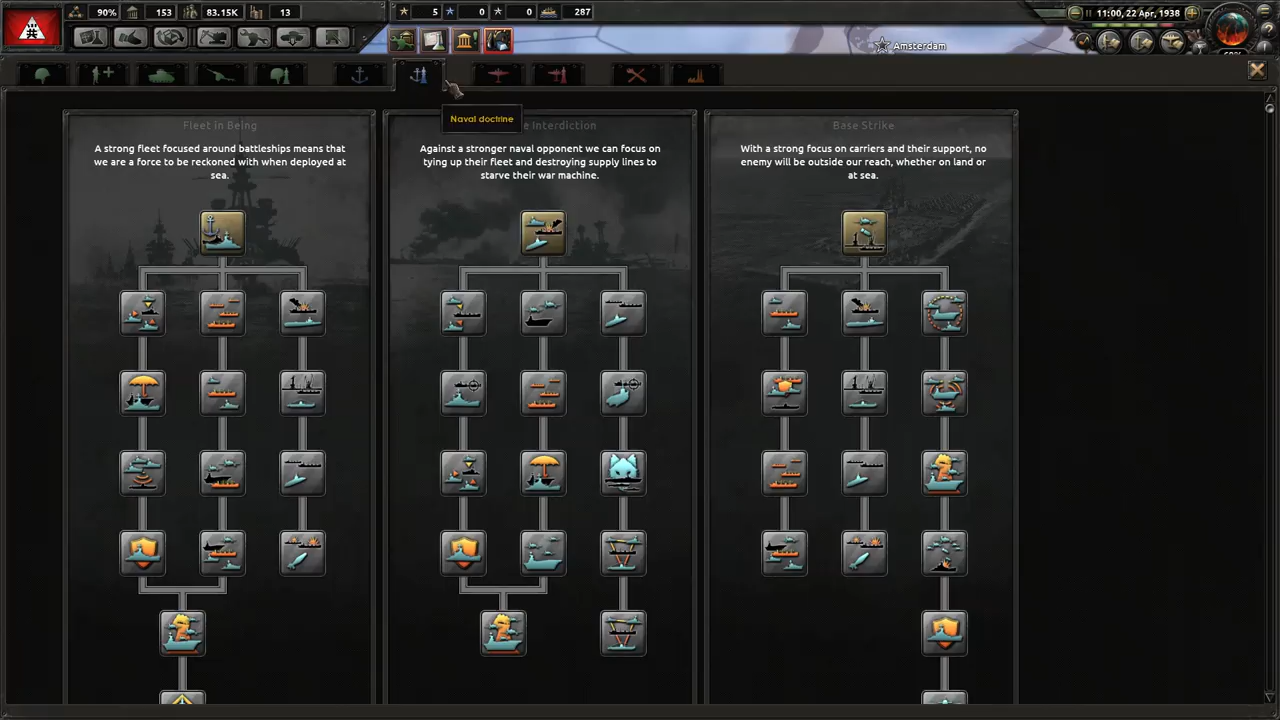 90% 153 83.15K 13 5 0 0 287 11:00, 22 Apr, 1938
Amsterdam
Naval doctrine
Fleet in Being
Interdiction
Base Strike
A strong fleet focused around battleships means that
we are a force to be reckoned with when deployed at
sea.
Against a stronger naval opponent we can focus on
tying up their fleet and destroying supply lines to
starve their war machine.
With a strong focus on carriers and their support, no
enemy will be outside our reach, whether on land or
at sea.